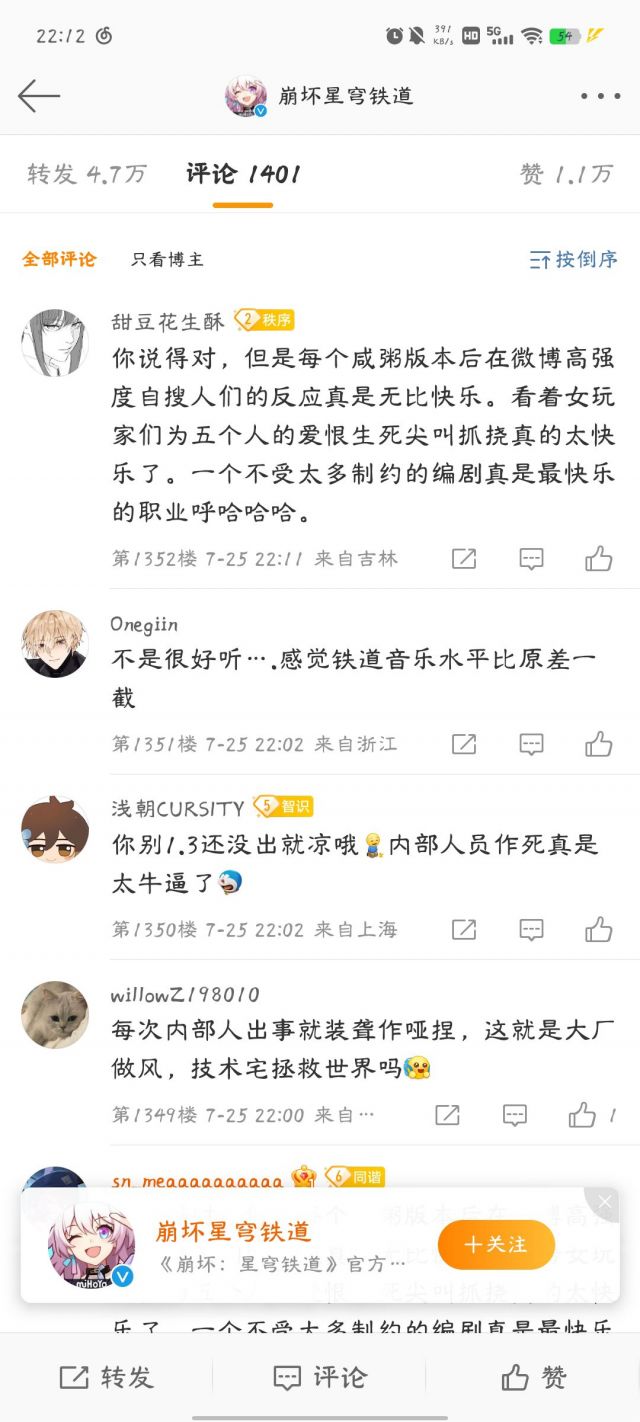 22:12
391 KB/s HD 5G 54
崩坏星穹铁道
转发 4.7万 评论 1401 赞 1.1万
全部评论 只看博主 按倒序
甜豆花生酥 2 秩序
你说得对，但是每个咸粥版本后在微博高强
度自搜人们的反应真是无比快乐。看着女玩
家们为五个人的爱恨生死尖叫抓挠真的太快
乐了。一个不受太多制约的编剧真是最快乐
的职业呼哈哈哈。
第1352楼 7-25 22:11 来自吉林
Onegiin
不是很好听….感觉铁道音乐水平比原差一
截
第1351楼 7-25 22:02 来自浙江
浅朝CURSITY 5 智识
你别1.3还没出就凉哦内部人员作死真是
太牛逼了
第1350楼 7-25 22:02 来自上海
willowZ198010
每次内部人出事就装聋作哑捏，这就是大厂
做风，技术宅拯救世界吗
第1349楼 7-25 22:00 来自… 1
sn_meaaaaaaaaaaa 6 同谐
崩坏星穹铁道
《崩坏：星穹铁道》官方…
miHoYo
+关注
乐了。一个不受太多制约的编剧真是最快乐
转发 评论 赞